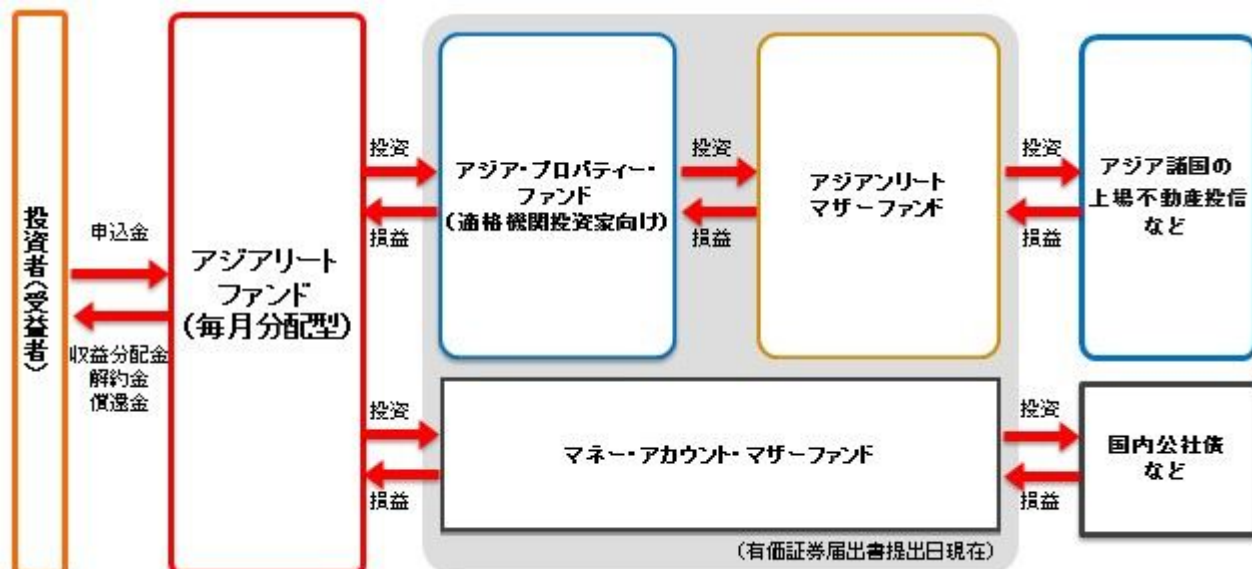 投資者（受益者）
申込金
収益分配金
解約金
償還金
アジアリート
ファンド
（毎月分配型）
投資
損益
アジア・プロパティー・
ファンド
（適格機関投資家向け）
投資
損益
アジアンリート
マザーファンド
投資
損益
アジア諸国の
上場不動産投信
など
投資
損益
マネー・アカウント・マザーファンド
投資
損益
国内公社債
など
（有価証券届出書提出日現在）